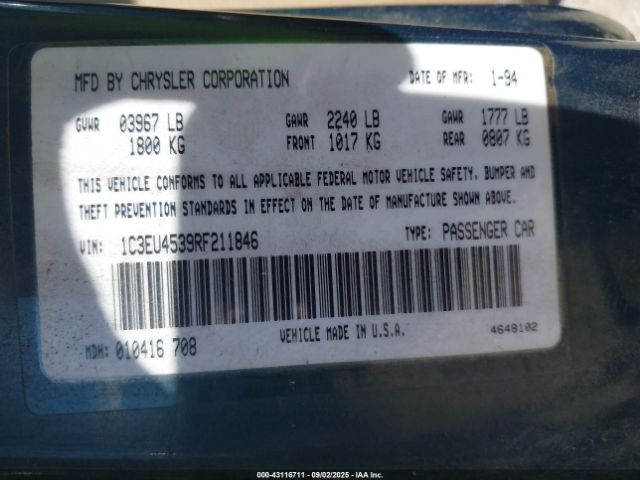 MFD BY CHRYSLER CORPORATION DATE OF MFR: 1-94
GVWR 03967 LB GAWR 2240 LB GAWR 1777 LB
1800 KG FRONT 1017 KG REAR 0807 KG
THIS VEHICLE CONFORMS TO ALL APPLICABLE FEDERAL MOTOR VEHICLE SAFETY, BUMPER AND
THEFT PREVENTION STANDARDS IN EFFECT ON THE DATE OF MANUFACTURE SHOWN ABOVE.
VIN: 1C3EU4539RF211846 TYPE: PASSENGER CAR
MDH: 010416 708 VEHICLE MADE IN U.S.A. 4648102
000-43116711 - 09/02/2025 - IAA Inc.